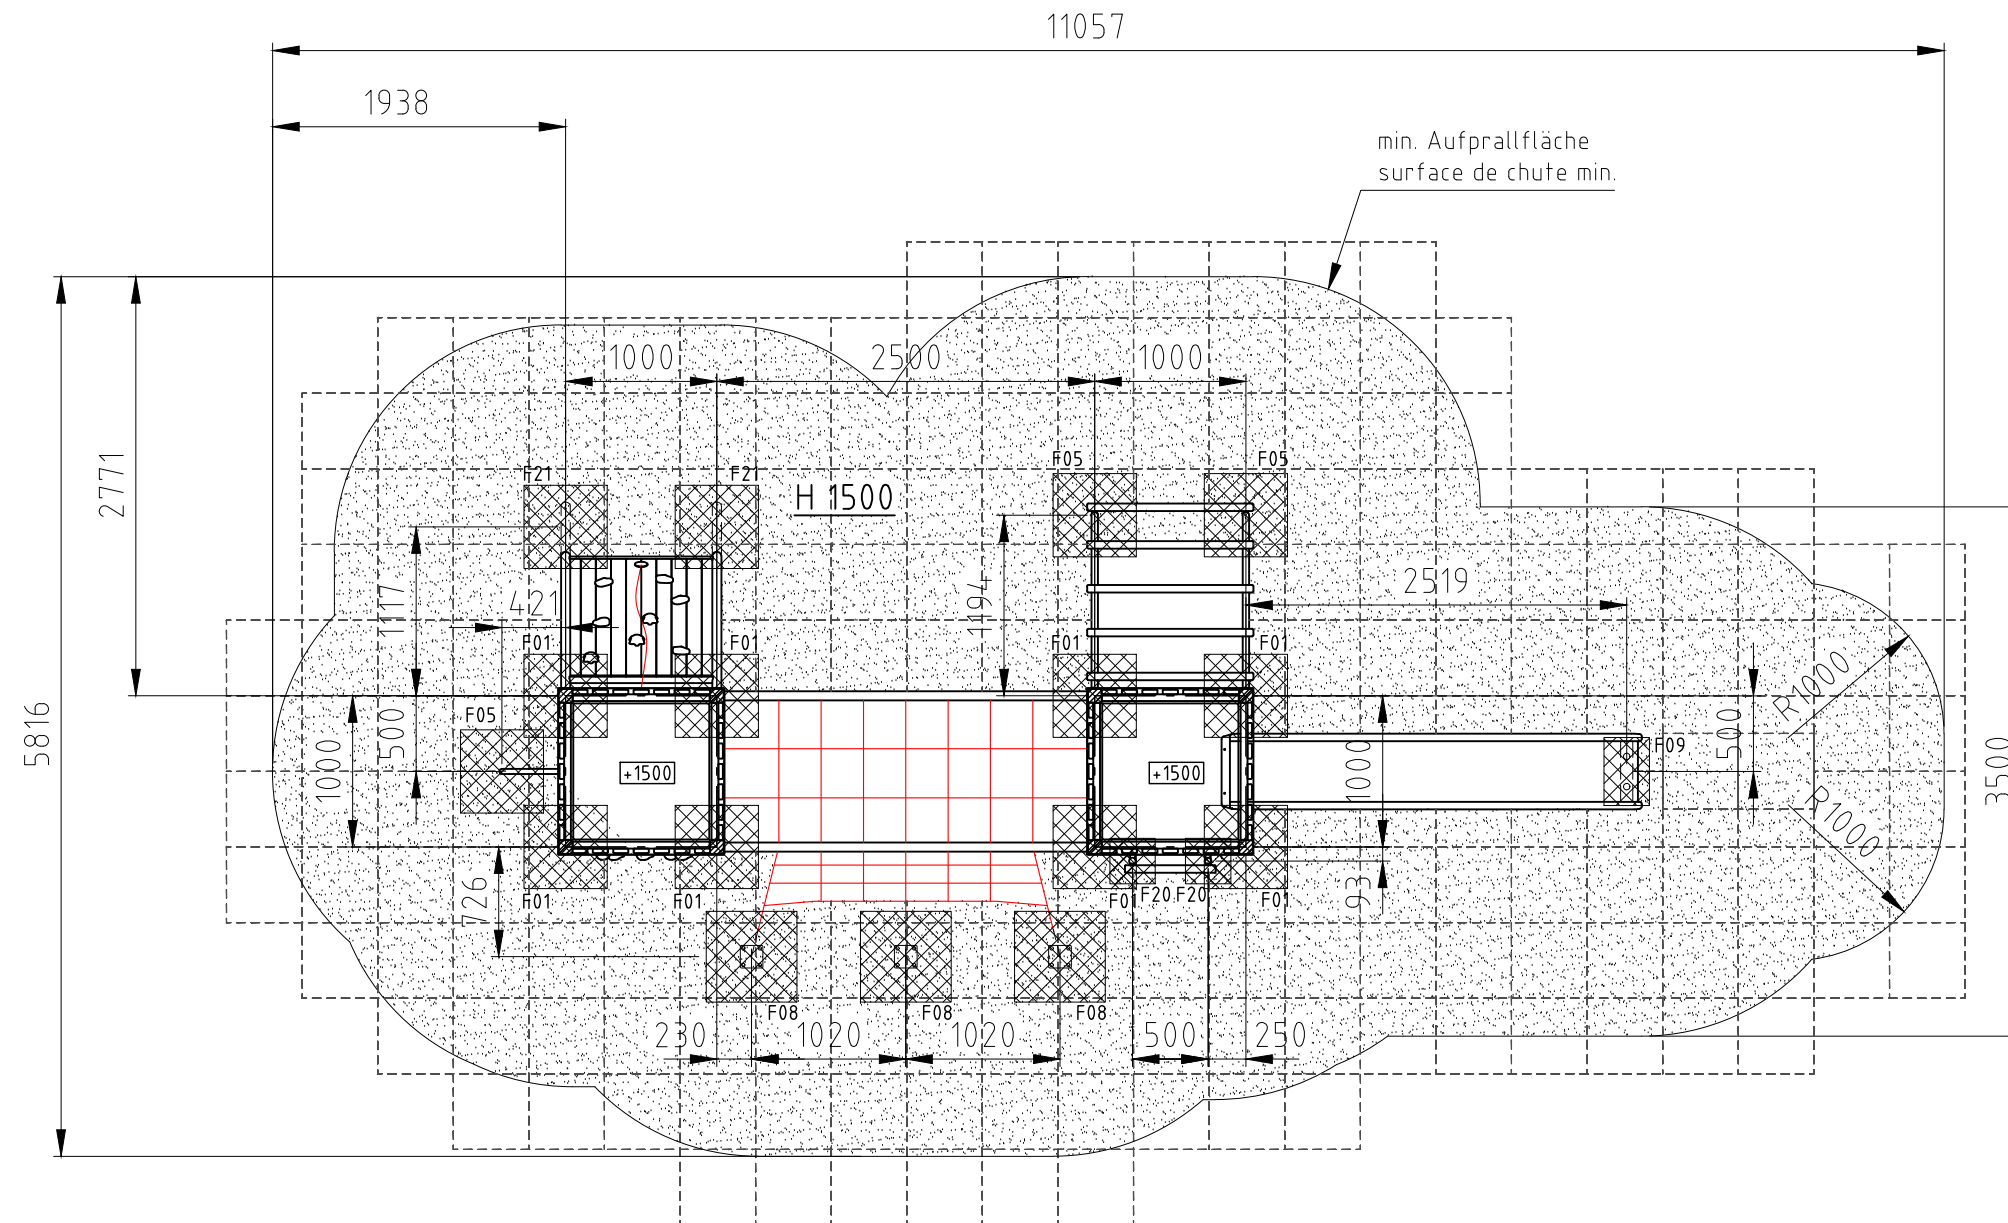 11057
1938
min. Aufprallfläche
surface de chute min.
1000
2500
1000
2771
F21
F21
H 1500
F05
F05
1117
421
1194
2519
F01
F01
F01
F01
5816
500
1000
F05
+1500
+1500
1000
F09
500
R1000
R1000
3500
726
F01
F01
F01
F20
F20
F01
93
F08
F08
F08
230
1020
1020
500
250